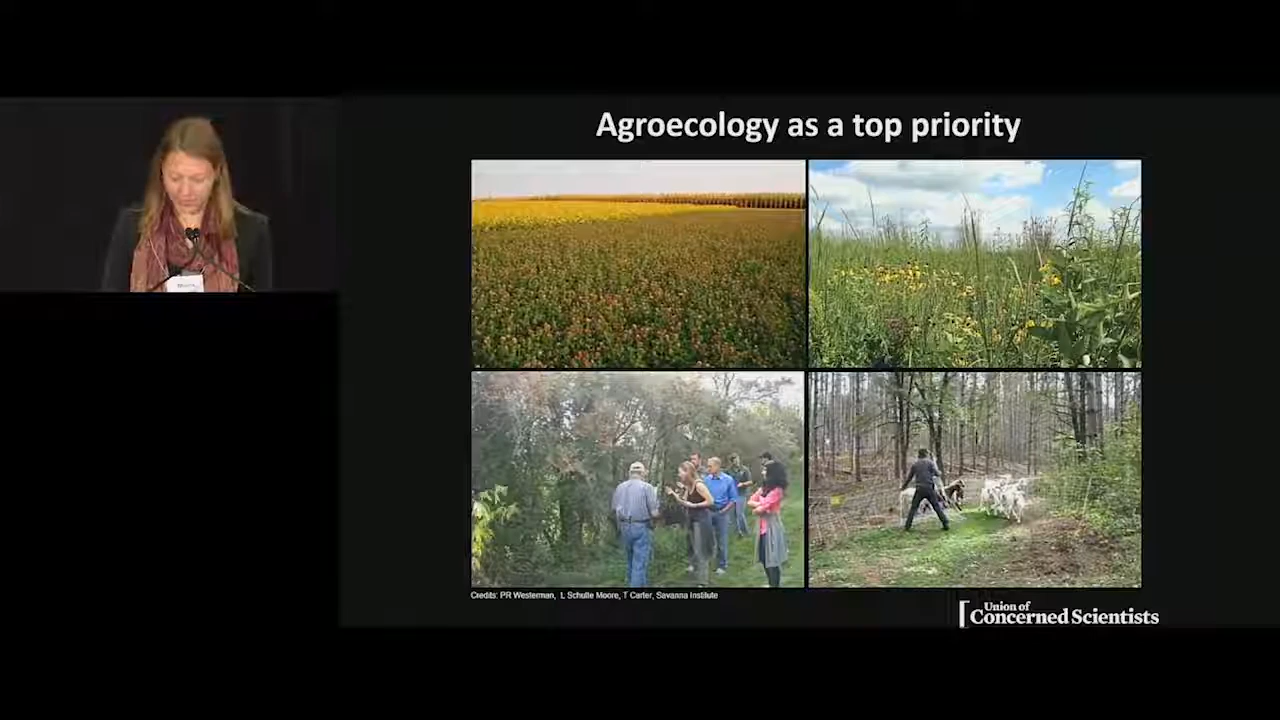 Agroecology as a top priority
Credits: PR Westerman, L Schulte Moore, T Carter, Savanna Institute
Union of
Concerned Scientists